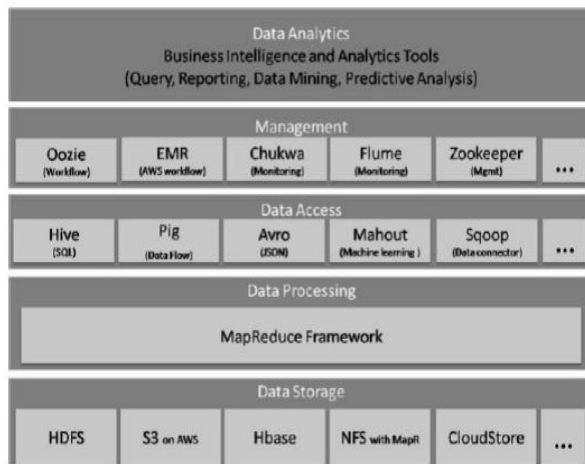 Data Analytics
Business Intelligence and Analytics Tools
(Query, Reporting, Data Mining, Predictive Analysis)
Management
Oozie EMR Chukwa Flume Zookeeper ...
(Workflow) (AWS workflow) (Monitoring) (Monitoring) (Mgmt)
Data Access
Hive Pig Avro Mahout Sqoop ...
(SQL) (Data Flow) (JSON) (Machine learning ) (Data connector)
Data Processing
MapReduce Framework
Data Storage
HDFS S3 on AWS Hbase NFS with MapR CloudStore ...